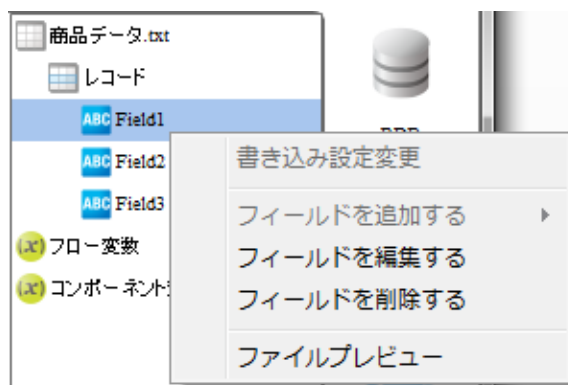 商品データ.txt
レコード
ABC Field1
ABC Field2
ABC Field3
(x) フロー変数
(x) コンポーネント
書き込み設定変更
フィールドを追加する
フィールドを編集する
フィールドを削除する
ファイルプレビュー